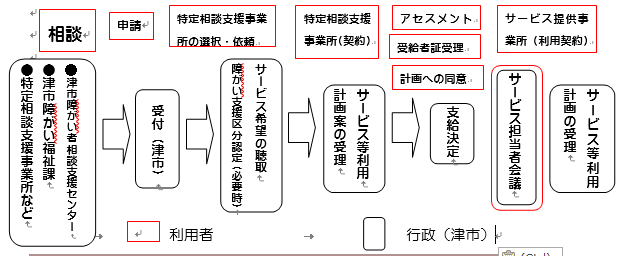 相談
申請
特定相談支援事業
所の選択・依頼
特定相談支援
事業所(契約)
アセスメント
受給者証受理
計画への同意
サービス提供事
業所（利用契約）
●津市障がい者相談支援センター
●津市障がい福祉課
●特定相談支援事業所など
受付（津市）
サービス希望の聴取
障がい支援区分認定（必要時）
サービス等利用
計画案の受理
支給決定
サービス担当者会議
サービス等利用
計画の受理
利用者
行政（津市）
(Ctrl)